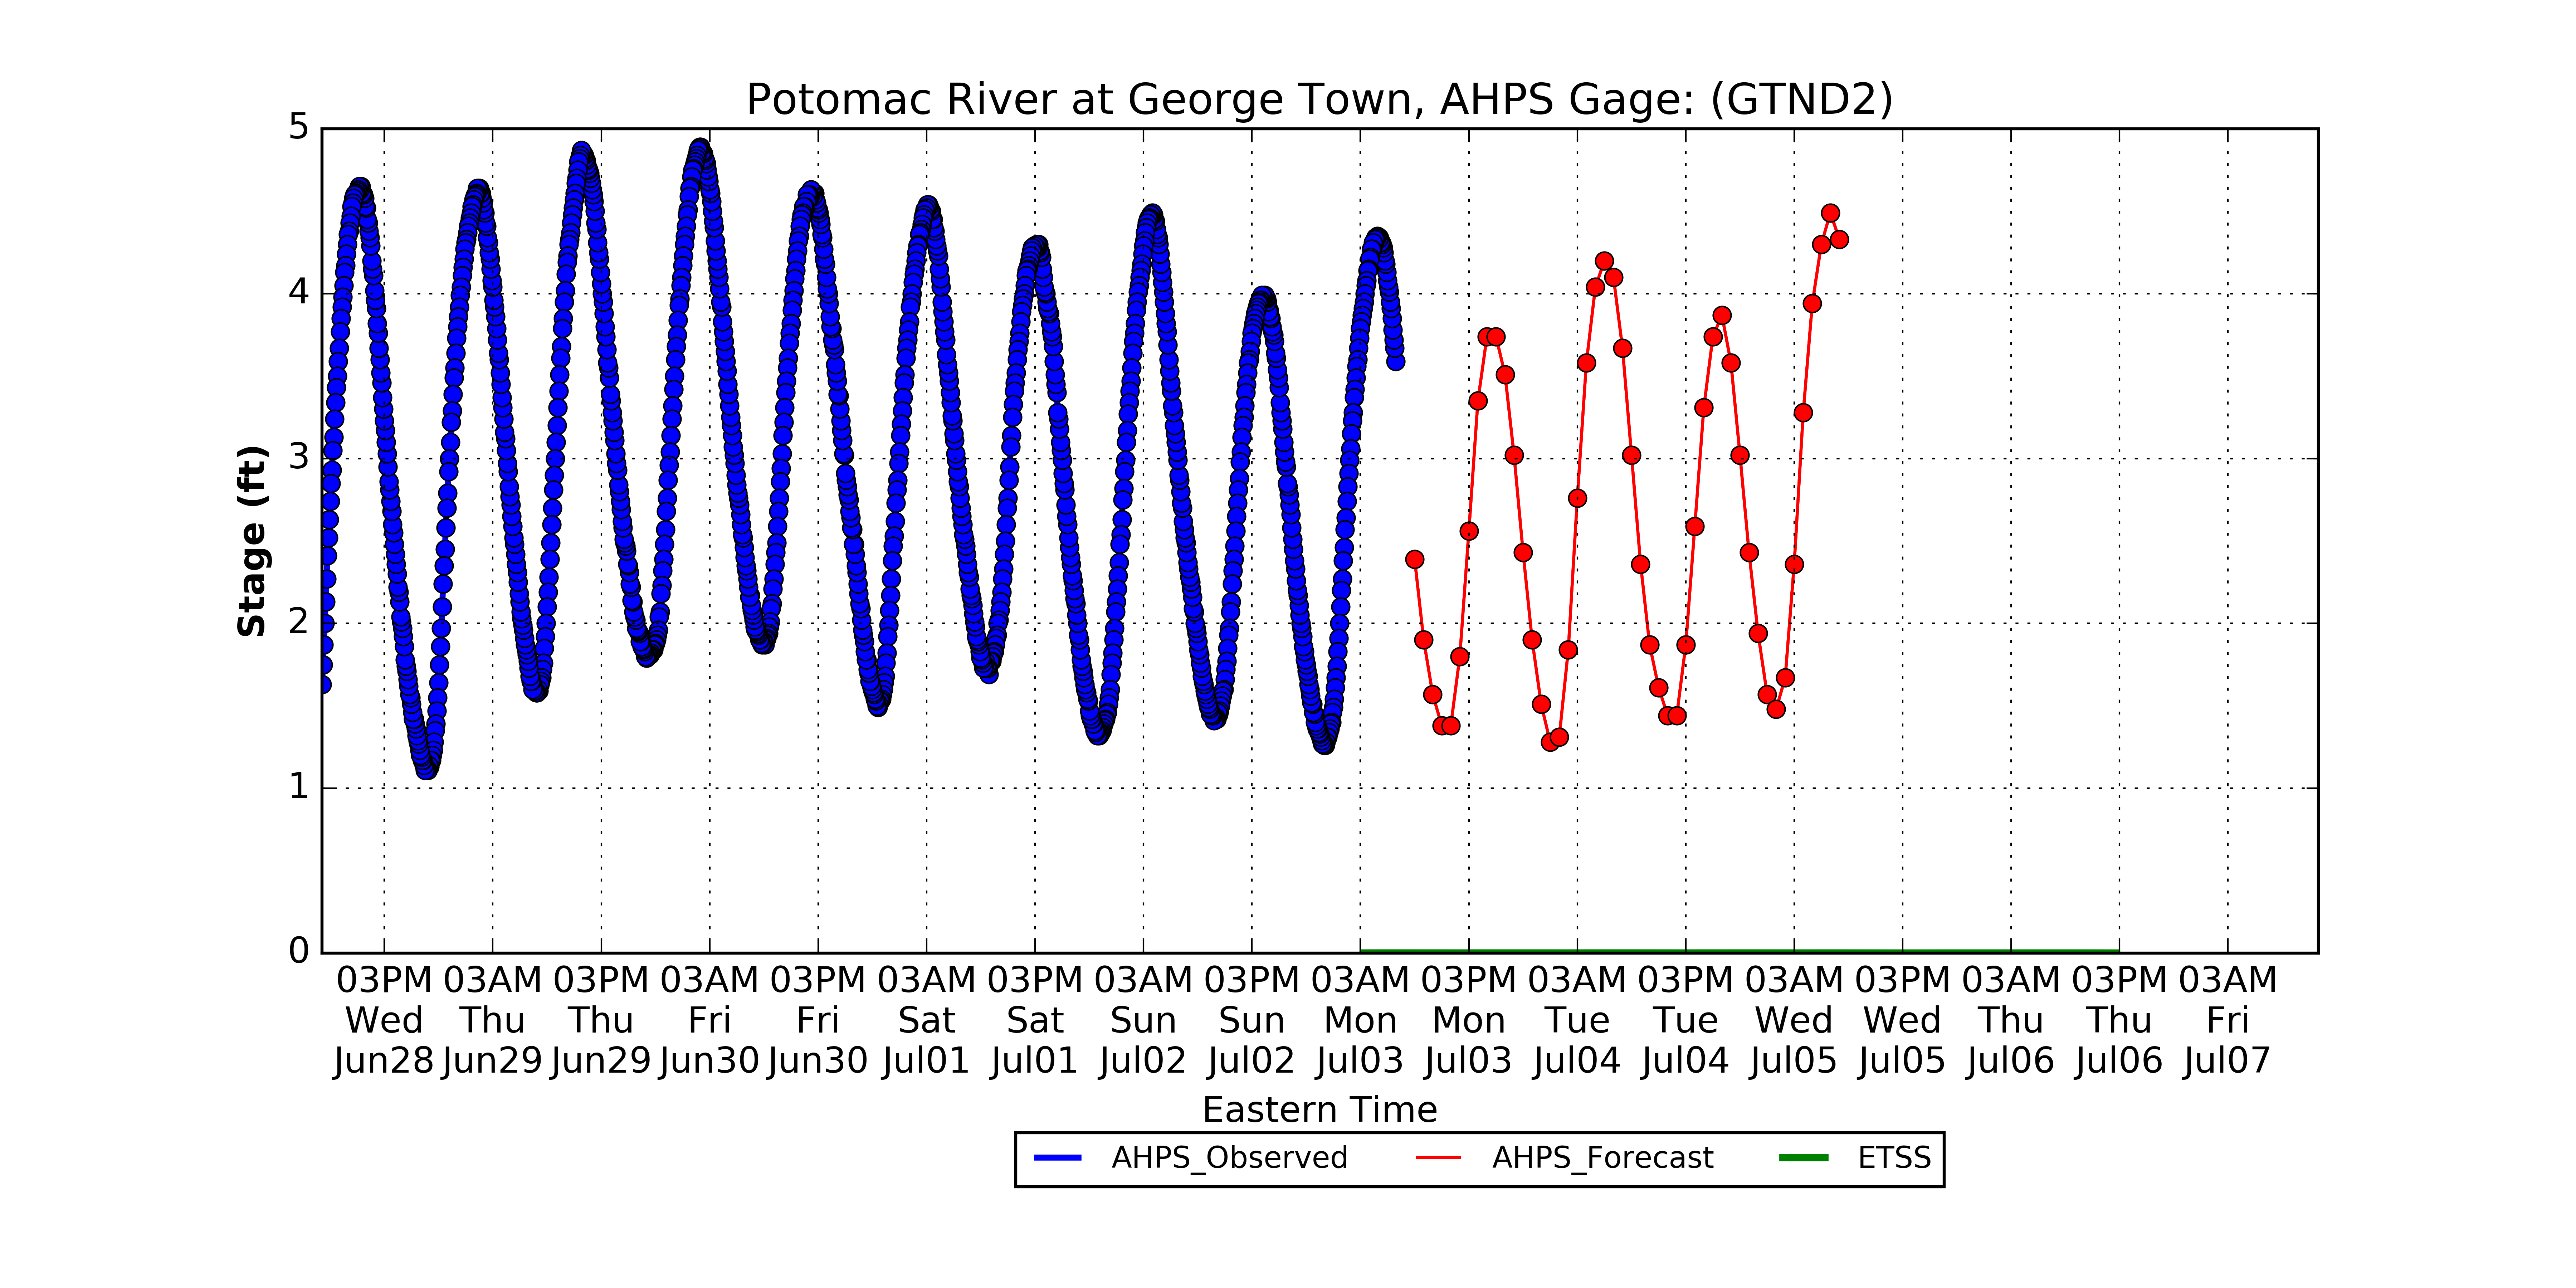 Potomac River at George Town, AHPS Gage: (GTND2)
5
4
3
2
1
0
Stage (ft)
03PM 03AM 03PM 03AM 03PM 03AM 03PM 03AM 03PM 03AM 03PM 03AM 03PM 03AM 03PM 03AM 03PM 03AM
Wed Thu Thu Fri Fri Sat Sat Sun Sun Mon Mon Tue Tue Wed Wed Thu Thu Fri
Jun28 Jun29 Jun29 Jun30 Jun30 Jul01 Jul01 Jul02 Jul02 Jul03 Jul03 Jul04 Jul04 Jul05 Jul05 Jul06 Jul06 Jul07
Eastern Time
AHPS_Observed AHPS_Forecast ETSS